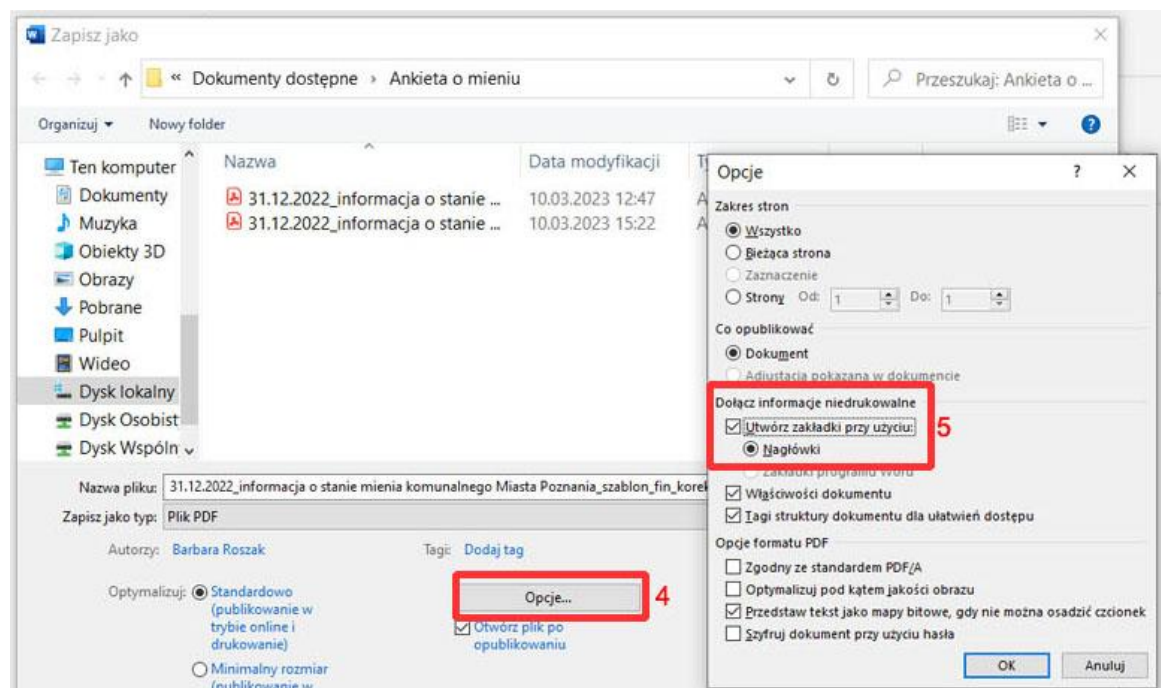 Zapisz jako
« Dokumenty dostępne › Ankieta o mieniu
Przeszukaj: Ankieta o ...
Organizuj
Nowy folder
Ten komputer
Dokumenty
Muzyka
Obiekty 3D
Obrazy
Pobrane
Pulpit
Wideo
Dysk lokalny
Dysk Osobist
Dysk Wspóln
Nazwa Data modyfikacji
31.12.2022_informacja o stanie ... 10.03.2023 12:47 A
31.12.2022_informacja o stanie ... 10.03.2023 15:22 A
Nazwa pliku: 31.12.2022_informacja o stanie mienia komunalnego Miasta Poznania_szablon_fin_korek
Zapisz jako typ: Plik PDF
Autorzy: Barbara Roszak
Tagi: Dodaj tag
Optymalizuj: Standardowo
(publikowanie w
trybie online i
drukowanie)
Minimalny rozmiar
(publikowanie w
Opcje... 4
Otwórz plik po
opublikowaniu
Opcje ?
Zakres stron
Wszystko
Bieżąca strona
Zaznaczenie
Strony Od: 1 Do: 1
Co opublikować
Dokument
Adiustacja pokazana w dokumencie
Dołącz informacje niedrukowalne
Utwórz zakładki przy użyciu: 5
Nagłówki
Zakładki programu Word
Właściwości dokumentu
Tagi struktury dokumentu dla ułatwień dostępu
Opcje formatu PDF
Zgodny ze standardem PDF/A
Optymalizuj pod kątem jakości obrazu
Przedstaw tekst jako mapy bitowe, gdy nie można osadzić czcionek
Szyfruj dokument przy użyciu hasła
OK Anuluj